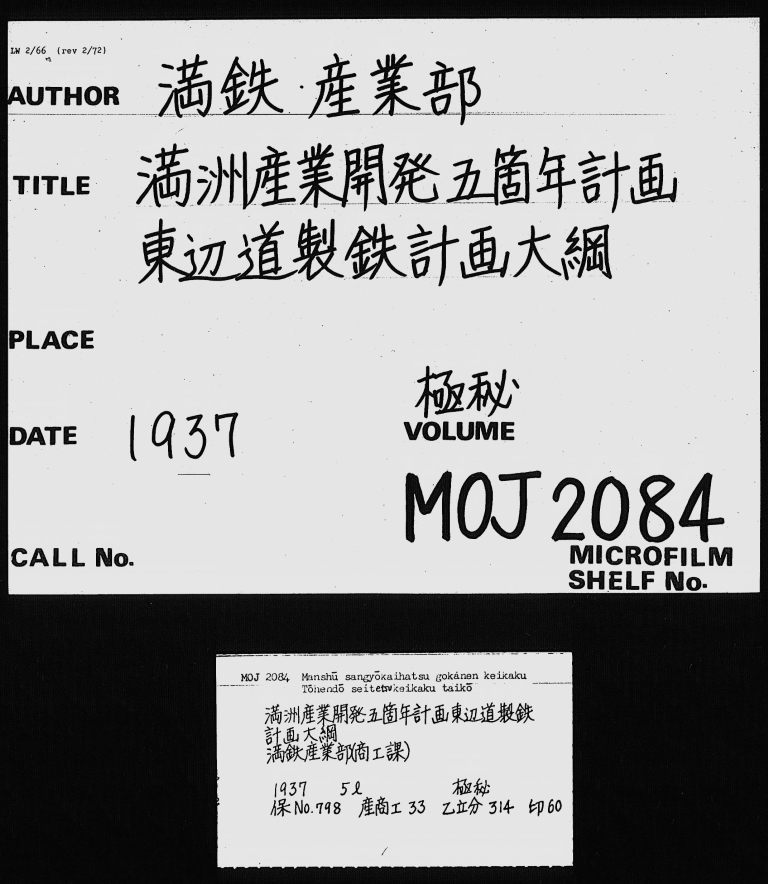 LW 2/66 (rev 2/72)
AUTHOR 満鉄・産業部
TITLE 満洲産業開発五箇年計画
東辺道製鉄計画大綱
PLACE
極秘
DATE 1937 VOLUME
MOJ 2084
CALL No. MICROFILM
SHELF No.
MOJ 2084 Manshū sangyōkaihatsu gokánen keikaku
Tōhendō seitetsukeikaku taikō
満洲産業開発五箇年計画東辺道製鉄
計画大綱
満鉄産業部(商工課)
1937 5ℓ 極秘
保No.798 産商工33 乙立分314 印60